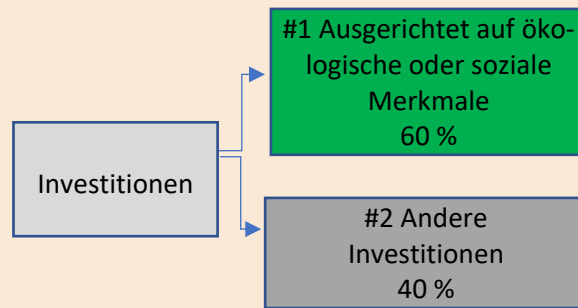 Investitionen
#1 Ausgerichtet auf öko-
logische oder soziale
Merkmale
60 %
#2 Andere
Investitionen
40 %